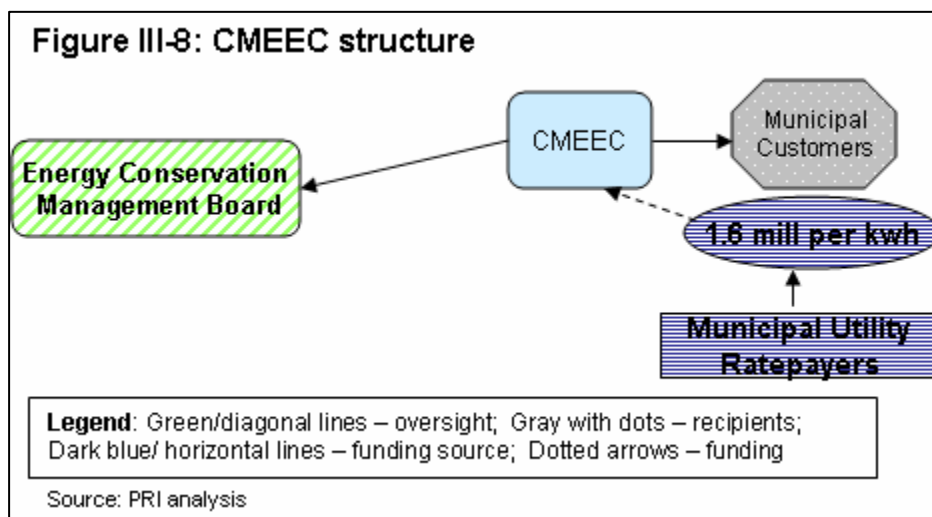 Figure III-8: CMEEC structure
CMEEC
Municipal
Customers
Energy Conservation
Management Board
1.6 mill per kwh
Municipal Utility
Ratepayers
Legend: Green/diagonal lines – oversight; Gray with dots – recipients;
Dark blue/ horizontal lines – funding source; Dotted arrows – funding
Source: PRI analysis